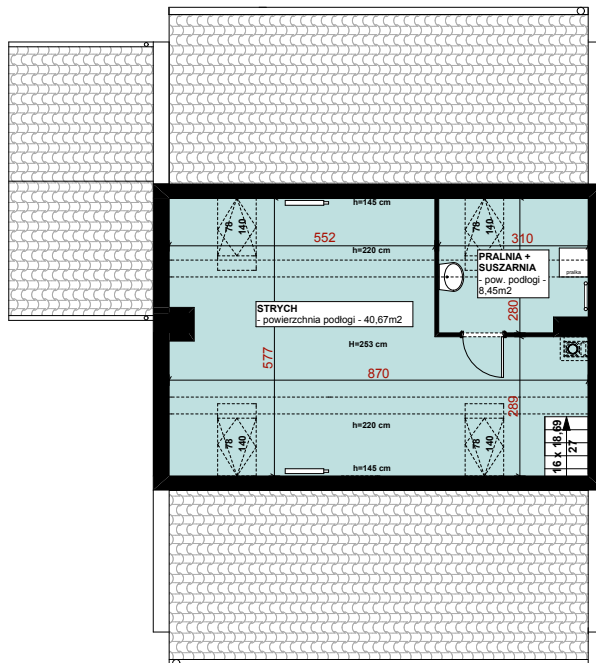 h=145 cm
78
140
78
140
552
310
h=220 cm
PRALNIA +
SUSZARNIA
- pow. podłogi -
8,45m2
pralka
280
STRYCH
- powierzchnia podłogi - 40,67m2
H=253 cm
577
870
289
h=220 cm
78
140
78
140
16 x 18,69
27
h=145 cm